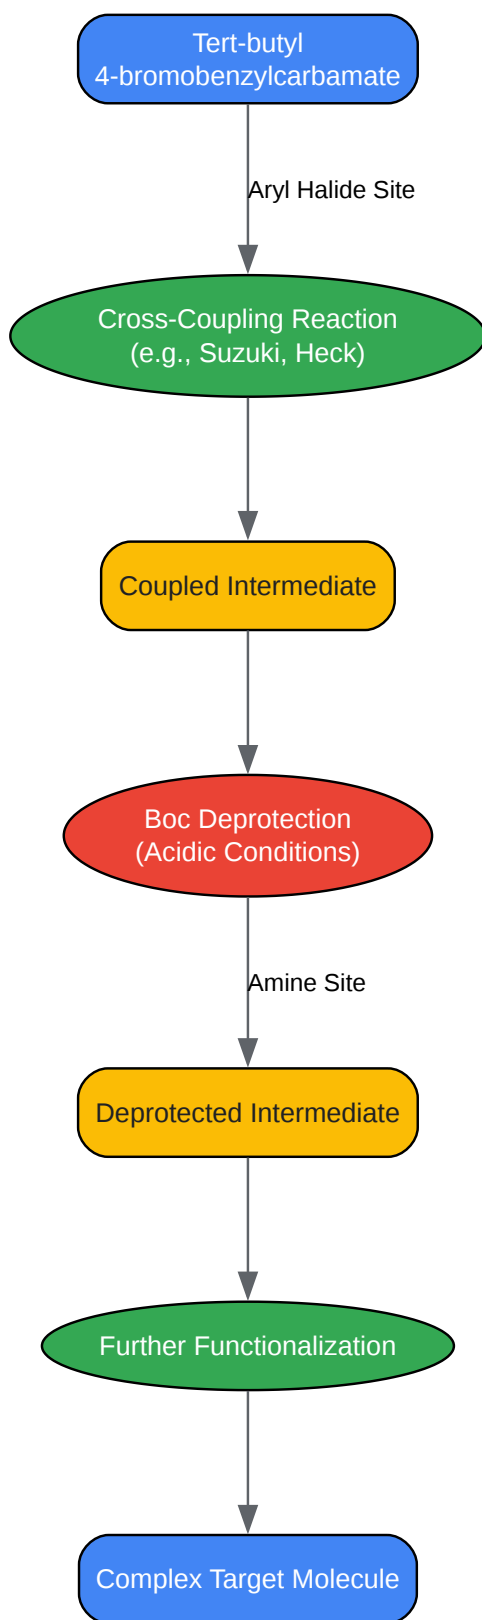 Tert-butyl
4-bromobenzylcarbamate
Aryl Halide Site
Cross-Coupling Reaction
(e.g., Suzuki, Heck)
Coupled Intermediate
Boc Deprotection
(Acidic Conditions)
Amine Site
Deprotected Intermediate
Further Functionalization
Complex Target Molecule